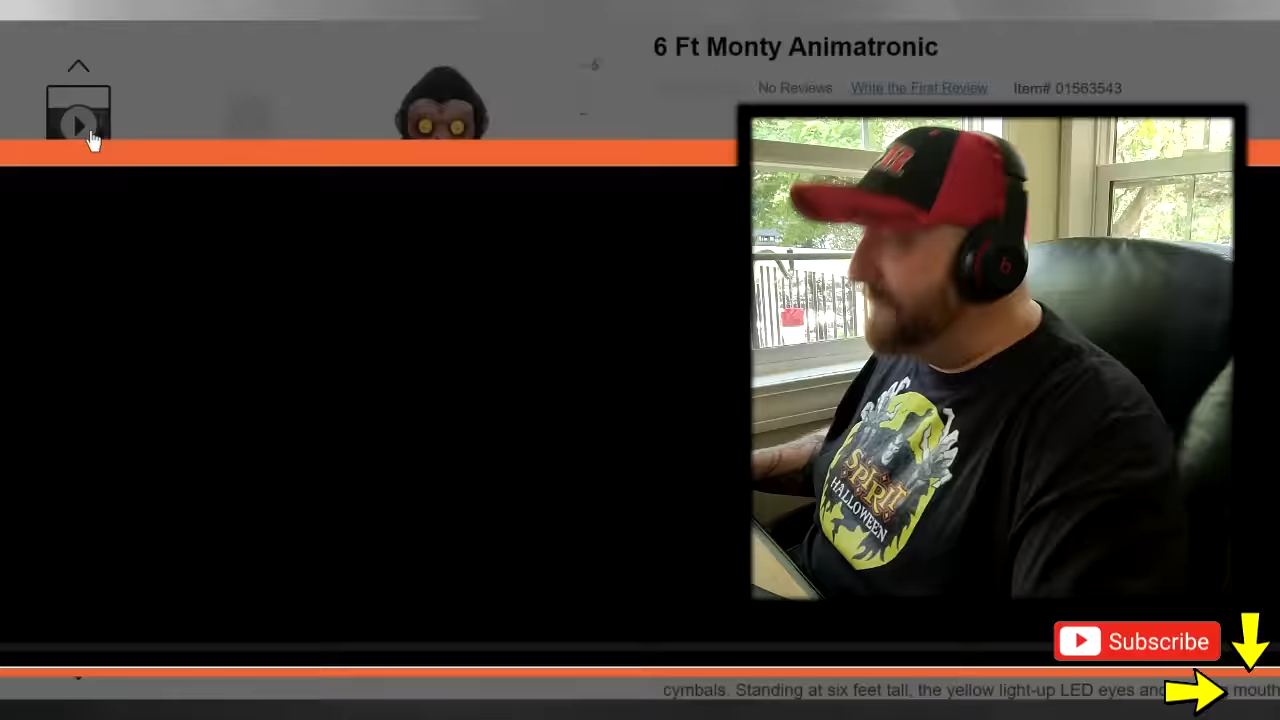 6 Ft Monty Animatronic
No Reviews Write the First Review Item# 01563543
SPiRiT
HALLOWEEN
Subscribe
cymbals. Standing at six feet tall, the yellow light-up LED eyes an mouth